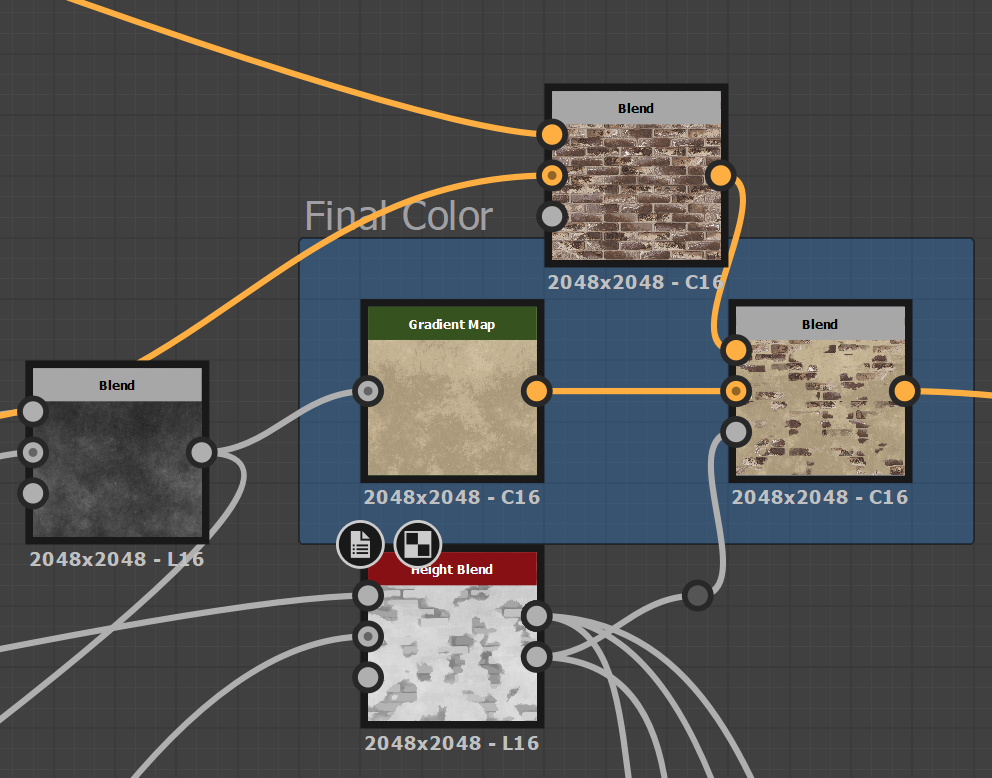 Blend
Final Color
2048x2048 - C16
Gradient Map
Blend
Blend
2048x2048 - C16
2048x2048 - C16
2048x2048 - L16
Height Blend
2048x2048 - L16